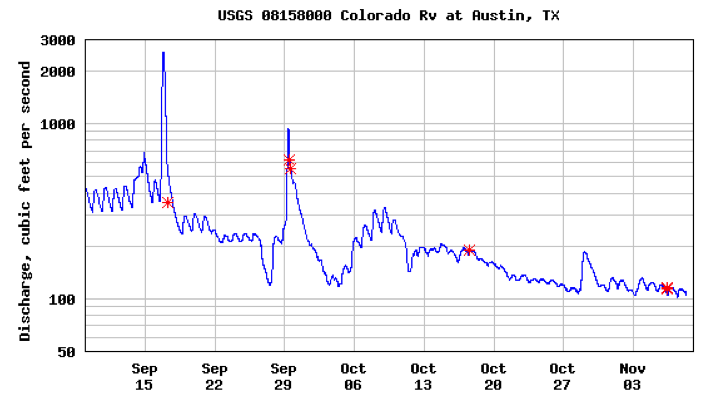 USGS 08158000 Colorado Rv at Austin, TX
Discharge, cubic feet per second
3000
2000
1000
100
50
Sep Sep Sep Oct Oct Oct Oct Nov
15 22 29 06 13 20 27 03